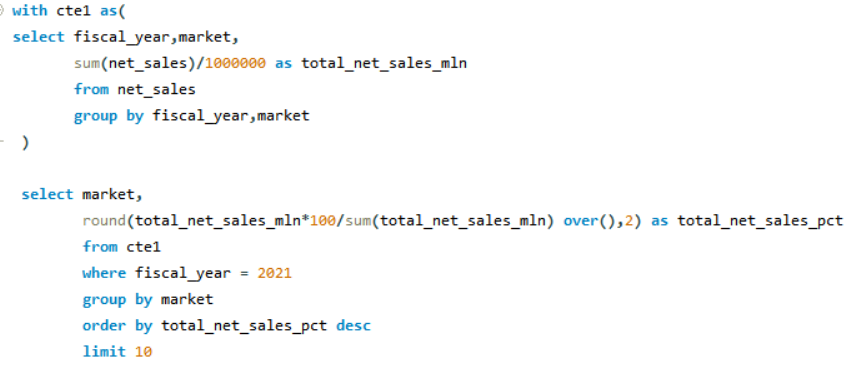 with cte1 as(
select fiscal_year,market,
sum(net_sales)/1000000 as total_net_sales_mln
from net_sales
group by fiscal_year,market
)
select market,
round(total_net_sales_mln*100/sum(total_net_sales_mln) over(),2) as total_net_sales_pct
from cte1
where fiscal_year = 2021
group by market
order by total_net_sales_pct desc
limit 10